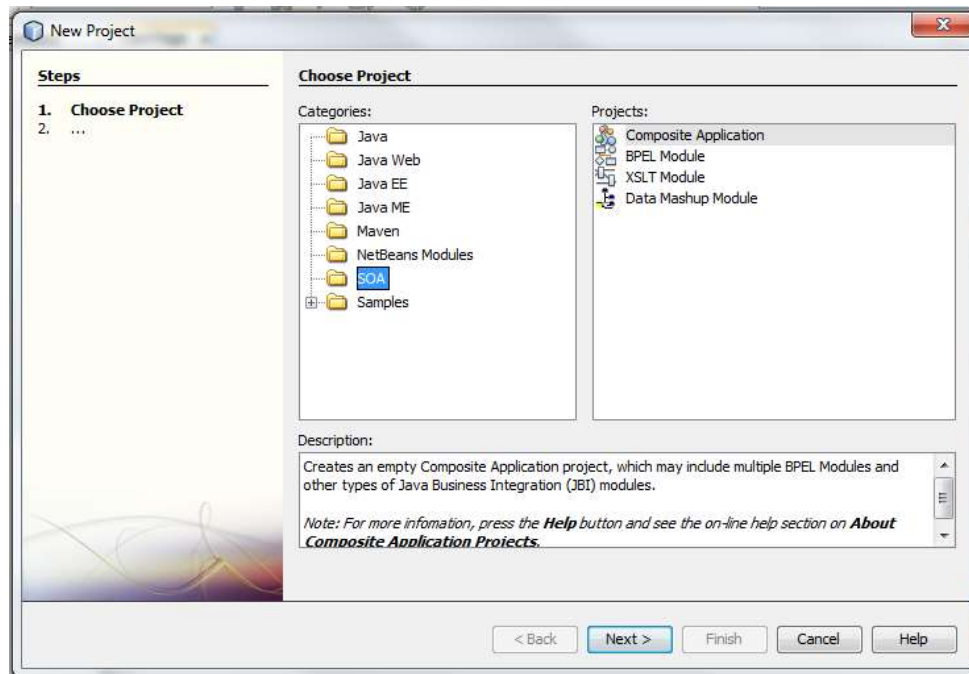 New Project
Steps
1. Choose Project
2. ...
Choose Project
Categories:
Java
Java Web
Java EE
Java ME
Maven
NetBeans Modules
SOA
Samples
Projects:
Composite Application
BPEL Module
XSLT Module
Data Mashup Module
Description:
Creates an empty Composite Application project, which may include multiple BPEL Modules and
other types of Java Business Integration (JBI) modules.
Note: For more infomation, press the Help button and see the on-line help section on About
Composite Application Projects.
< Back
Next >
Finish
Cancel
Help